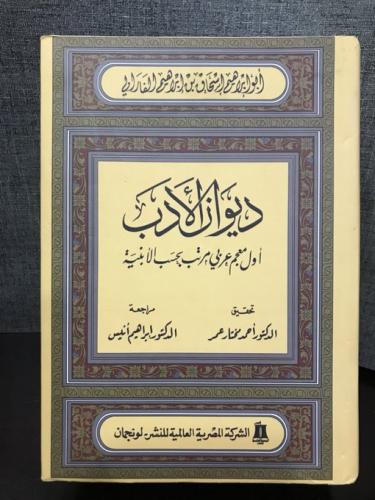 أبو إبراهيم إسحاق بن إبراهيم الفارابي
ديوان الأدب
أول معجم عربي مرتب بحسب الأبنية
تحقيق
الدكتور أحمد مختار عمر
مراجعة
الدكتور إبراهيم أنيس
الشركة المصرية العالمية للنشر - لونجمان